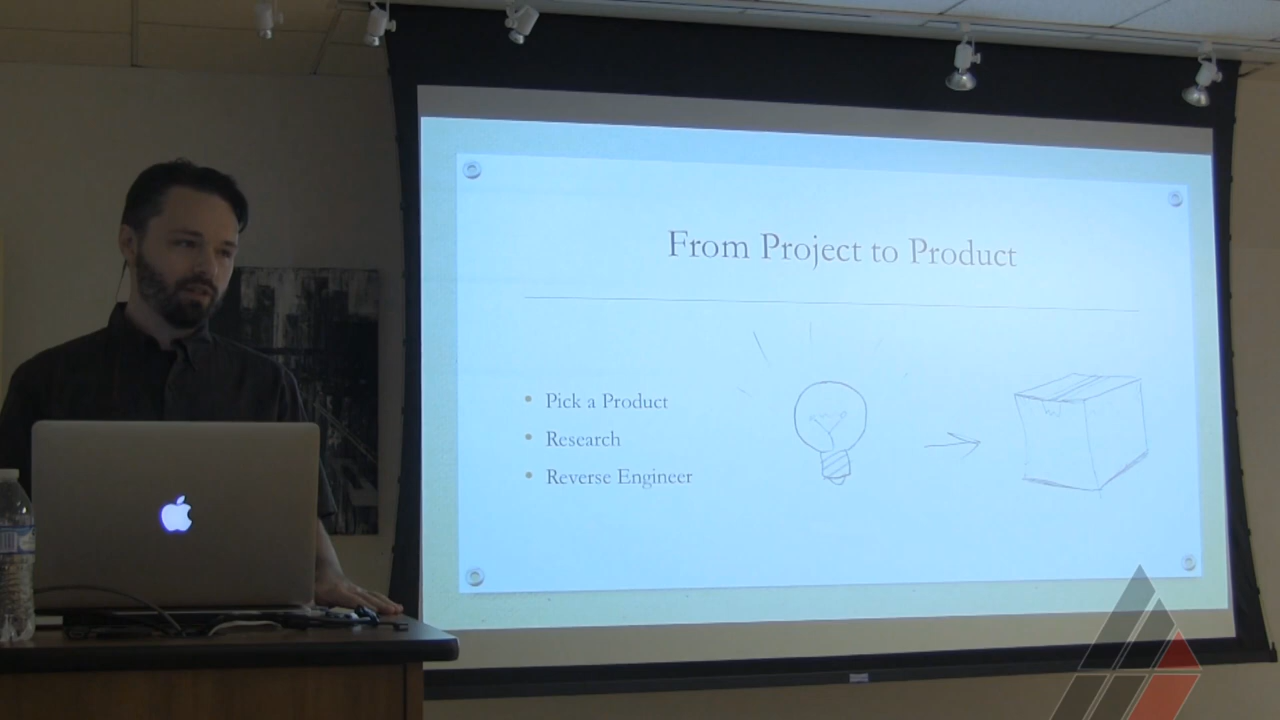 From Project to Product
• Pick a Product
• Research
• Reverse Engineer